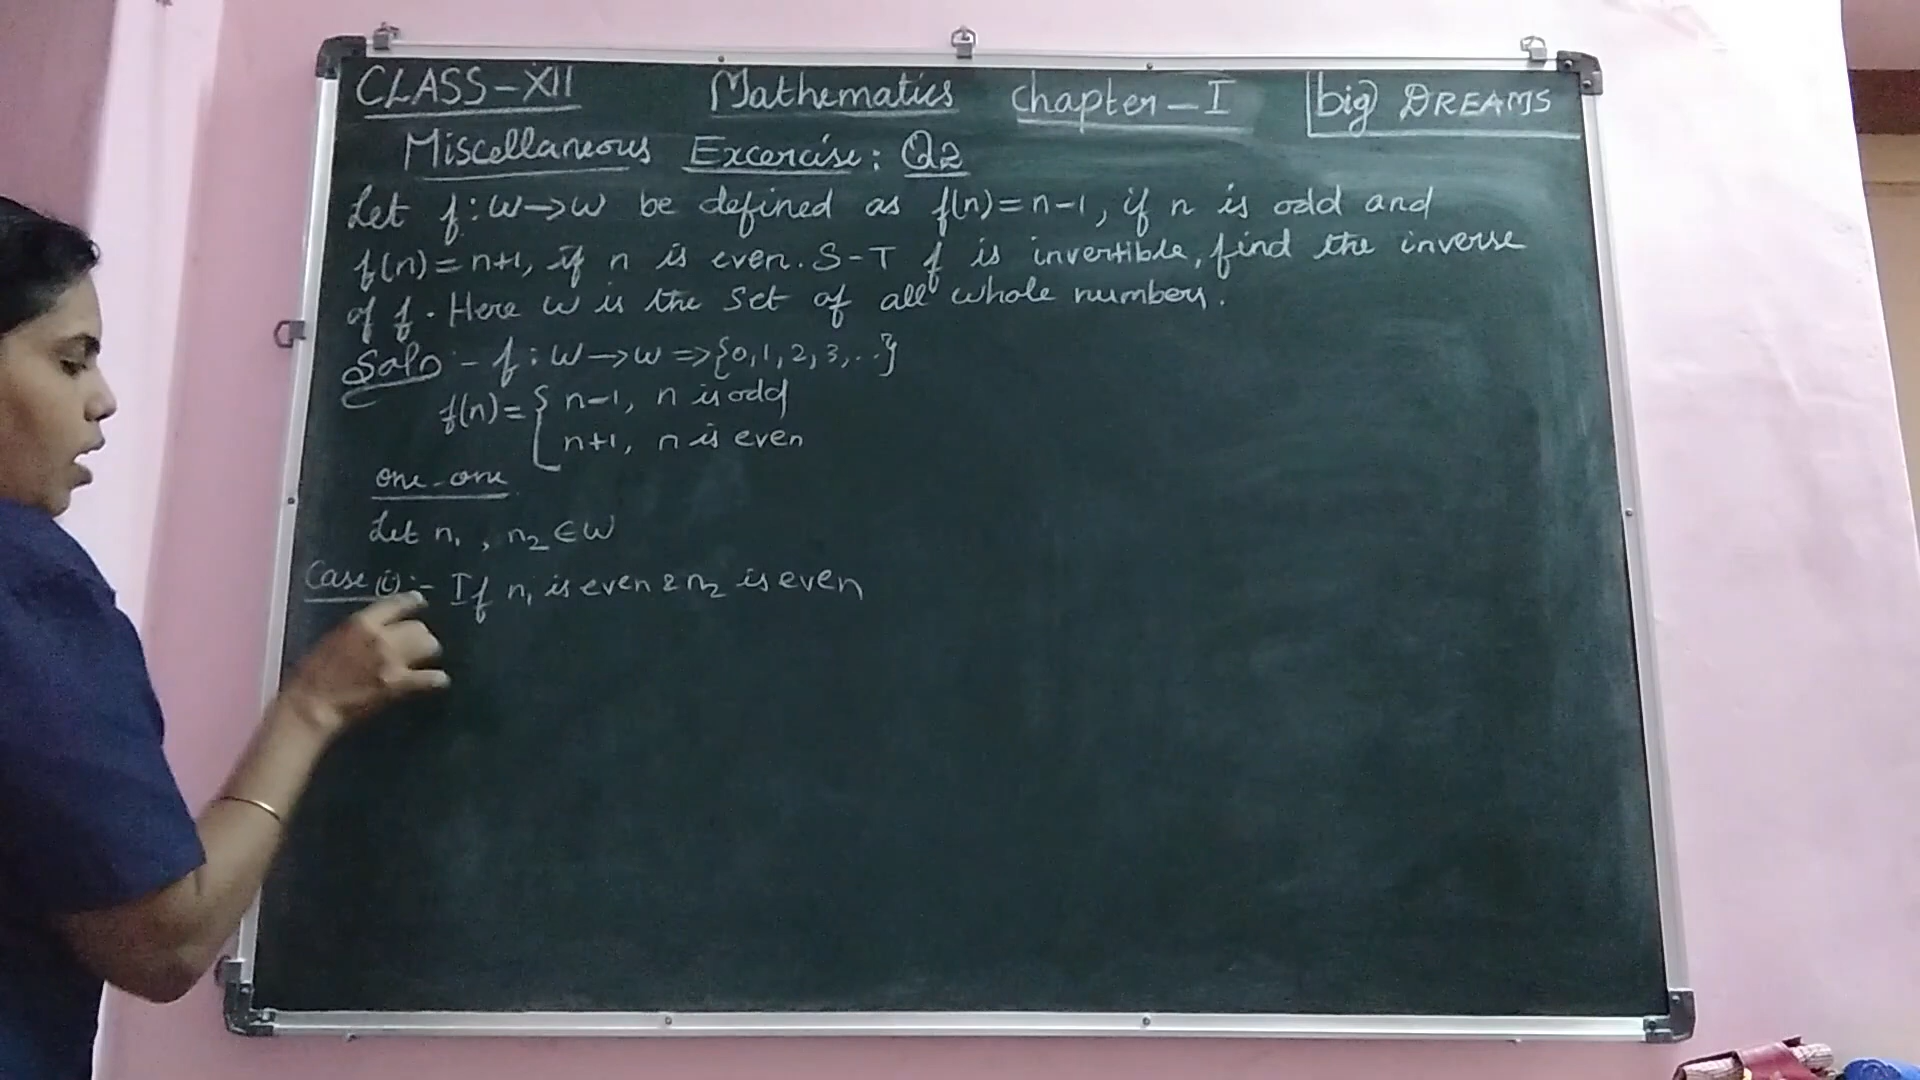 CLASS-XII Mathematics Chapter-I big DREAMS
Miscellaneous Excercise: Q2
Let f:W→W be defined as f(n)=n-1, if n is odd and
f(n)=n+1, if n is even. S-T f is invertible, find the inverse
of f. Here W is the set of all whole numbers.
Soln:- f:W→W⇒{0,1,2,3,...}
f(n)={n-1, n is odd
n+1, n is even
one-one
Let n₁, n₂∈W
Case (i):- If n₁ is even & n₂ is even